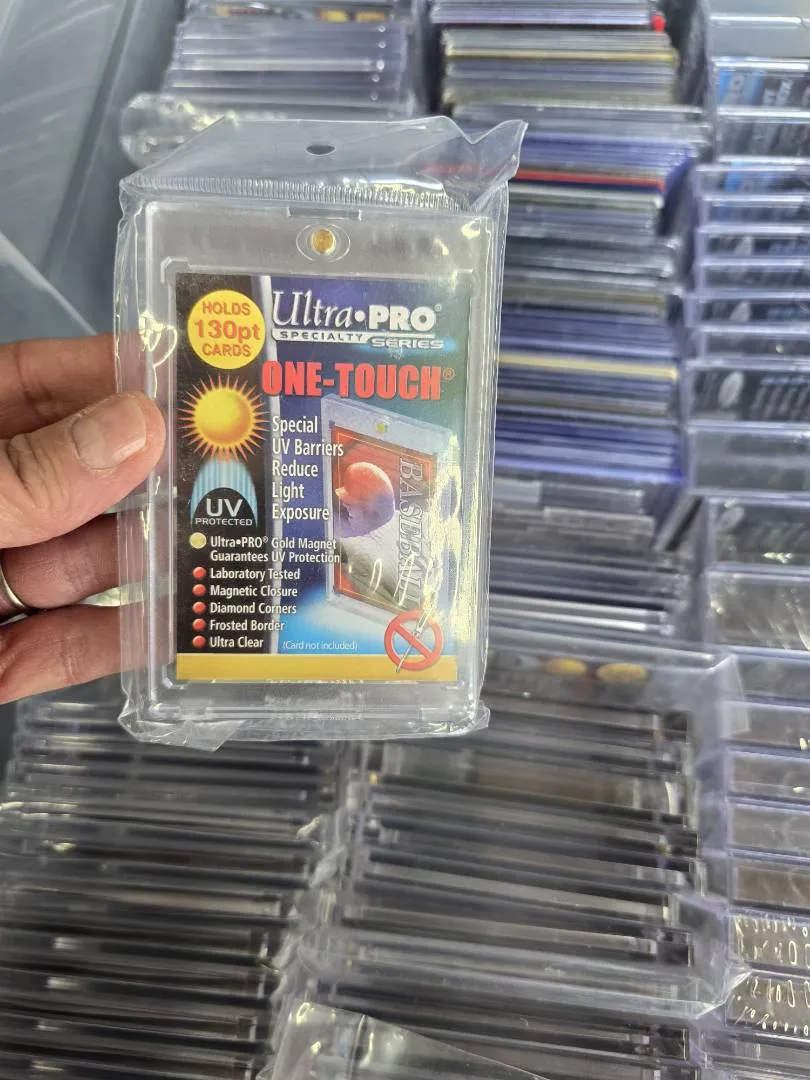 HOLDS
130pt
CARDS
Ultra•PRO®
SPECIALTY SERIES
ONE-TOUCH®
Special
UV Barriers
Reduce
Light
Exposure
UV
PROTECTED
BASEBALL
Ultra•PRO® Gold Magnet
Guarantees UV Protection
Laboratory Tested
Magnetic Closure
Diamond Corners
Frosted Border
Ultra Clear
(Card not included)